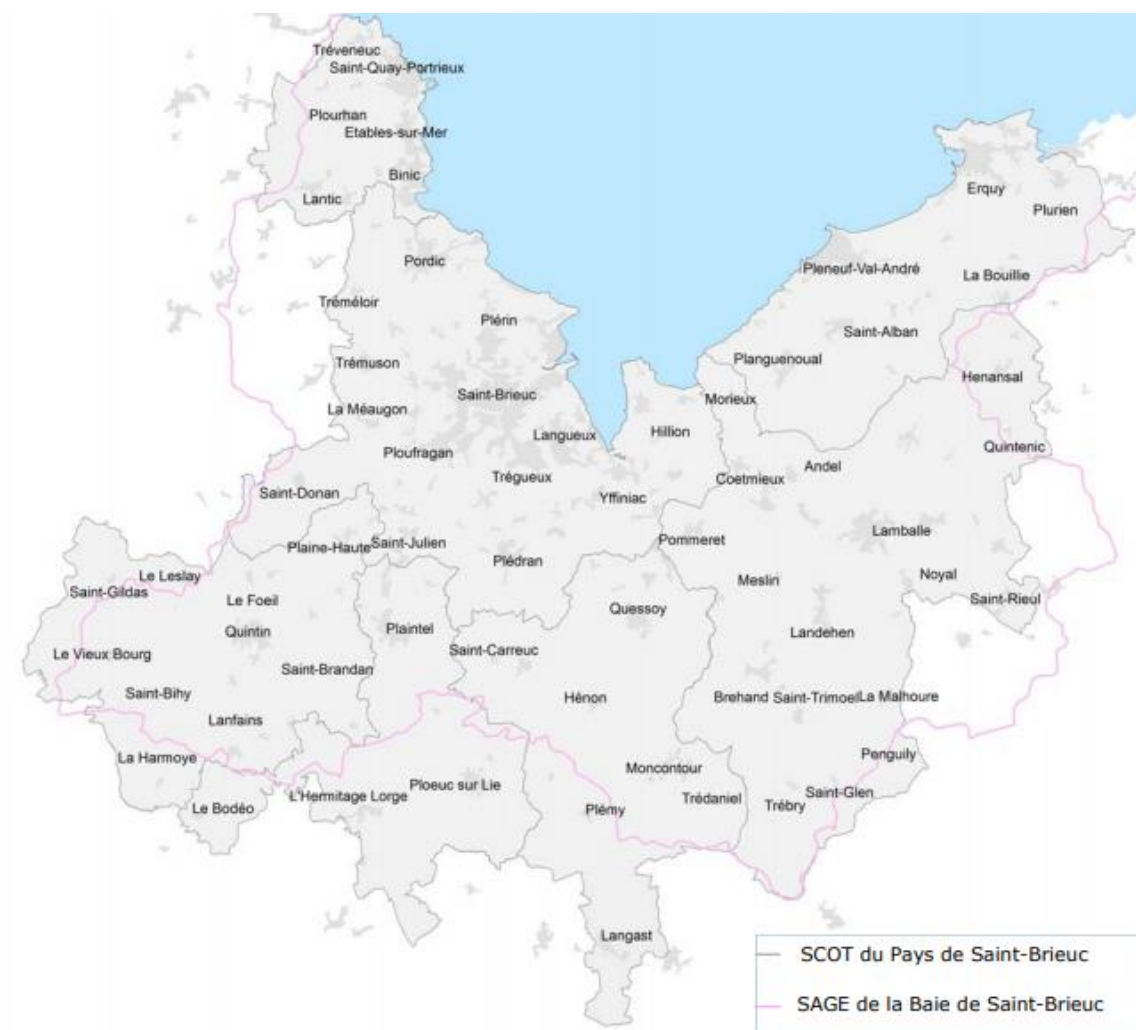 Tréveneuc
Saint-Quay-Portrieux
Plourhan
Etables-sur-Mer
Binic
Lantic
Erquy
Plurien
Pordic
Pleneuf-Val-André
La Bouillie
Tréméloir
Plérin
Saint-Alban
Planguenoual
Trémuson
Henansal
Saint-Brieuc
Morieux
La Méaugon
Langueux
Hillion
Quintenic
Ploufragan
Andel
Trégueux
Coetmieux
Saint-Donan
Yffiniac
Lamballe
Pommeret
Plaine-Haute
Saint-Julien
Plédran
Le Leslay
Meslin
Noyal
Saint-Gildas
Le Foeil
Saint-Rieul
Quessoy
Quintin
Plaintel
Landehen
Saint-Carreuc
Le Vieux Bourg
Saint-Brandan
Saint-Bihy
Hénon
Brehand
Saint-Trimoel
La Malhoure
Lanfains
La Harmoye
Penguily
Moncontour
Ploeuc sur Lie
L'Hermitage Lorge
Trédaniel
Saint-Glen
Le Bodéo
Plémy
Trébry
Langast
SCOT du Pays de Saint-Brieuc
SAGE de la Baie de Saint-Brieuc